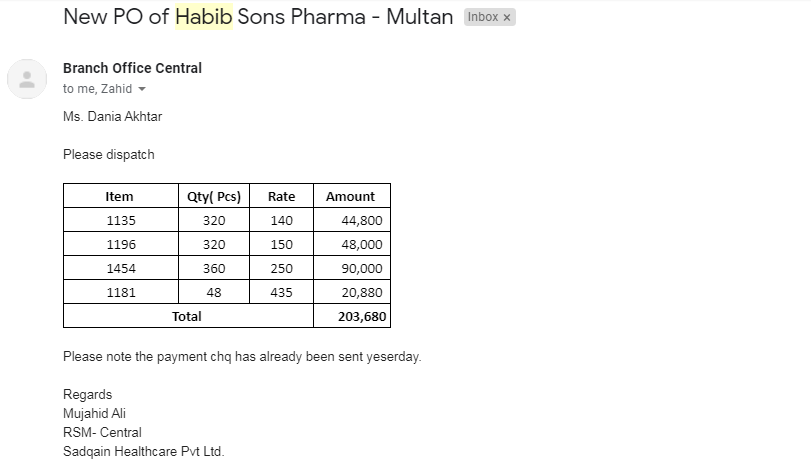 New PO of Habib Sons Pharma - Multan Inbox x
Branch Office Central
to me, Zahid
Ms. Dania Akhtar
Please dispatch
Item Qty( Pcs) Rate Amount
1135 320 140 44,800
1196 320 150 48,000
1454 360 250 90,000
1181 48 435 20,880
Total 203,680
Please note the payment chq has already been sent yeserday.
Regards
Mujahid Ali
RSM- Central
Sadqain Healthcare Pvt Ltd.